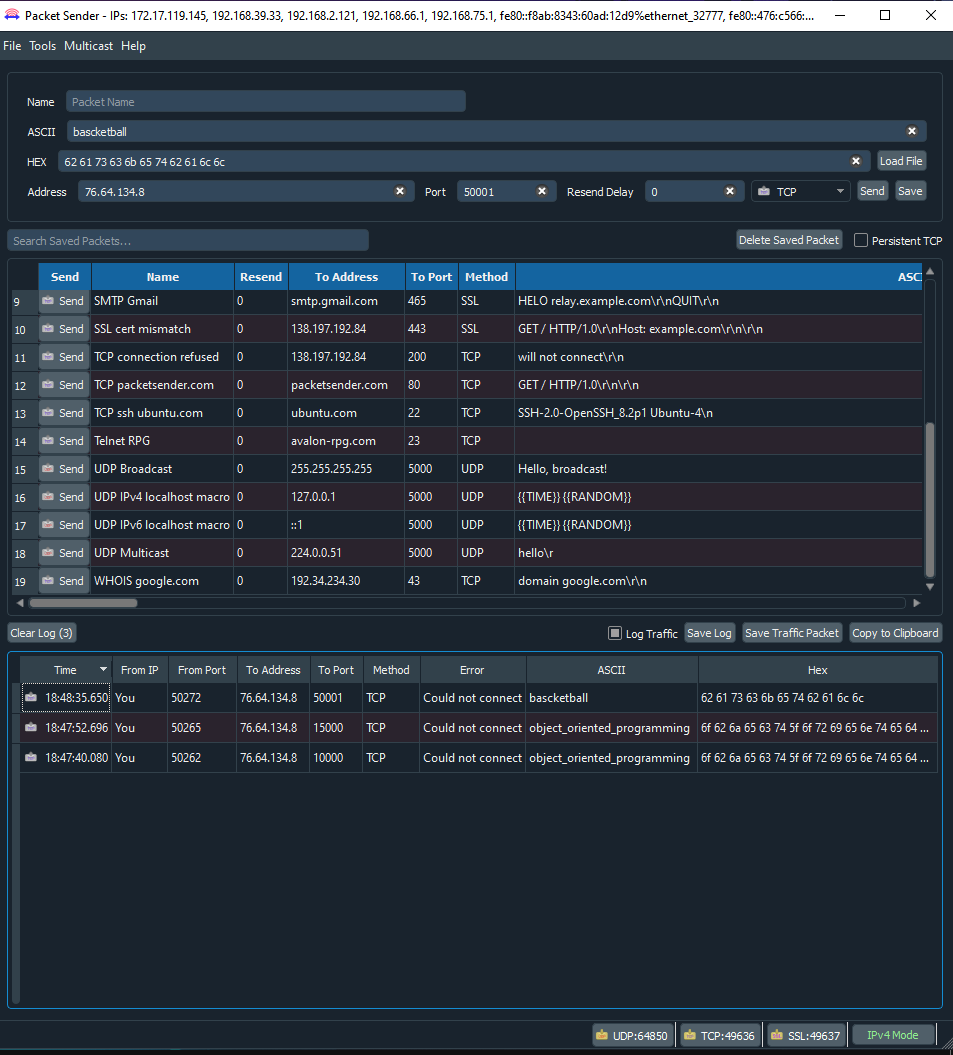 Packet Sender - IPs: 172.17.119.145, 192.168.39.33, 192.168.2.121, 192.168.66.1, 192.168.75.1, fe80::f8ab:8343:60ad:12d9%ethernet_32777, fe80::476:c566:...
File Tools Multicast Help
Name Packet Name
ASCII bascketball
HEX 62 61 73 63 6b 65 74 62 61 6c 6c Load File
Address 76.64.134.8 Port 50001 Resend Delay 0 TCP Send Save
Search Saved Packets... Delete Saved Packet Persistent TCP
Send Name Resend To Address To Port Method ASC
9 Send SMTP Gmail 0 smtp.gmail.com 465 SSL HELO relay.example.com\r\nQUIT\r\n
10 Send SSL cert mismatch 0 138.197.192.84 443 SSL GET / HTTP/1.0\r\nHost: example.com\r\n\r\n
11 Send TCP connection refused 0 138.197.192.84 200 TCP will not connect\r\n
12 Send TCP packetsender.com 0 packetsender.com 80 TCP GET / HTTP/1.0\r\n\r\n
13 Send TCP ssh ubuntu.com 0 ubuntu.com 22 TCP SSH-2.0-OpenSSH_8.2p1 Ubuntu-4\n
14 Send Telnet RPG 0 avalon-rpg.com 23 TCP
15 Send UDP Broadcast 0 255.255.255.255 5000 UDP Hello, broadcast!
16 Send UDP IPv4 localhost macro 0 127.0.0.1 5000 UDP {{TIME}} {{RANDOM}}
17 Send UDP IPv6 localhost macro 0 ::1 5000 UDP {{TIME}} {{RANDOM}}
18 Send UDP Multicast 0 224.0.0.51 5000 UDP hello\r
19 Send WHOIS google.com 0 192.34.234.30 43 TCP domain google.com\r\n
Clear Log (3) Log Traffic Save Log Save Traffic Packet Copy to Clipboard
Time From IP From Port To Address To Port Method Error ASCII Hex
18:48:35.650 You 50272 76.64.134.8 50001 TCP Could not connect bascketball 62 61 73 63 6b 65 74 62 61 6c 6c
18:47:52.696 You 50265 76.64.134.8 15000 TCP Could not connect object_oriented_programming 6f 62 6a 65 63 74 5f 6f 72 69 65 6e 74 65 64 ...
18:47:40.080 You 50262 76.64.134.8 10000 TCP Could not connect object_oriented_programming 6f 62 6a 65 63 74 5f 6f 72 69 65 6e 74 65 64 ...
UDP:64850 TCP:49636 SSL:49637 IPv4 Mode